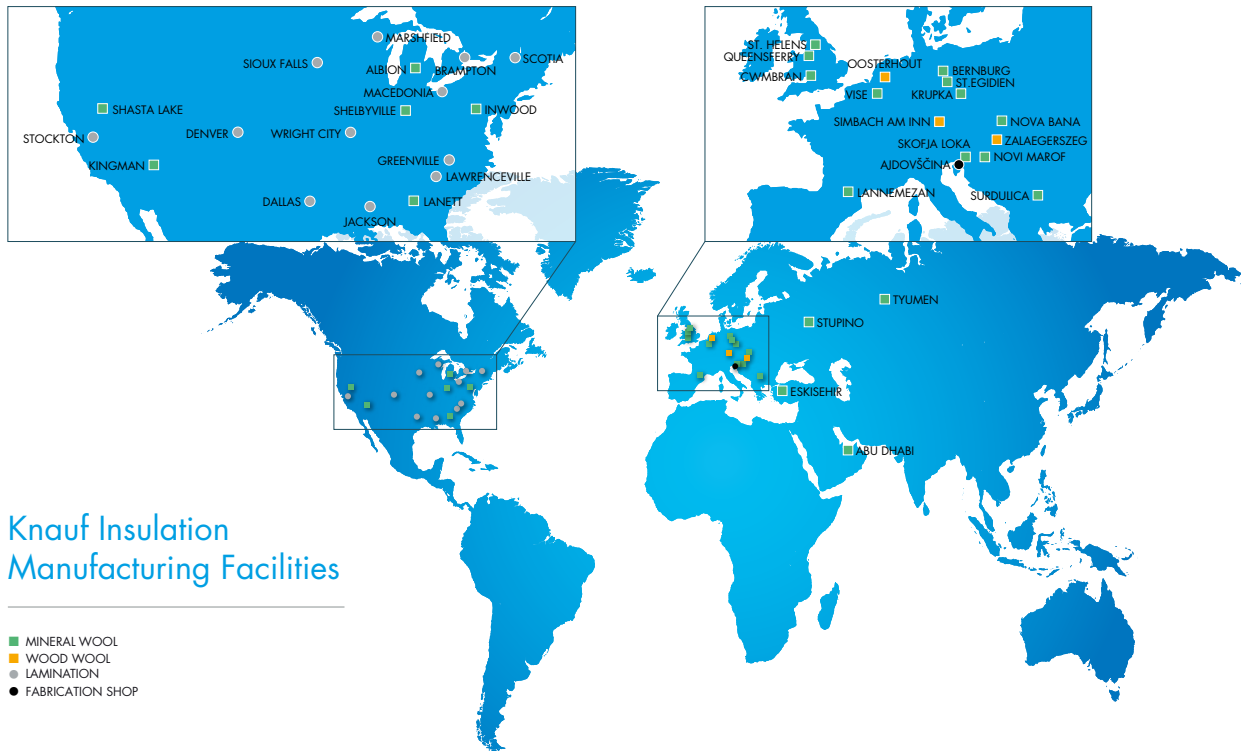 MARSHFIELD
SIOUX FALLS
ALBION
BRAMPTON
SCOTIA
MACEDONIA
SHASTA LAKE
SHELBYVILLE
INWOOD
STOCKTON
DENVER
WRIGHT CITY
KINGMAN
GREENVILLE
LAWRENCEVILLE
DALLAS
JACKSON
LANETT
ST. HELENS
QUEENSFERRY
CWMBRAN
OOSTERHOUT
BERNBURG
ST.EGIDIEN
VISE
KRUPKA
SIMBACH AM INN
NOVA BANA
ZALAEGERSZEG
SKOFJA LOKA
NOVI MAROF
AJDOVŠČINA
LANNEMEZAN
SURDULICA
TYUMEN
STUPINO
ESKISEHIR
ABU DHABI
Knauf Insulation
Manufacturing Facilities
MINERAL WOOL
WOOD WOOL
LAMINATION
FABRICATION SHOP